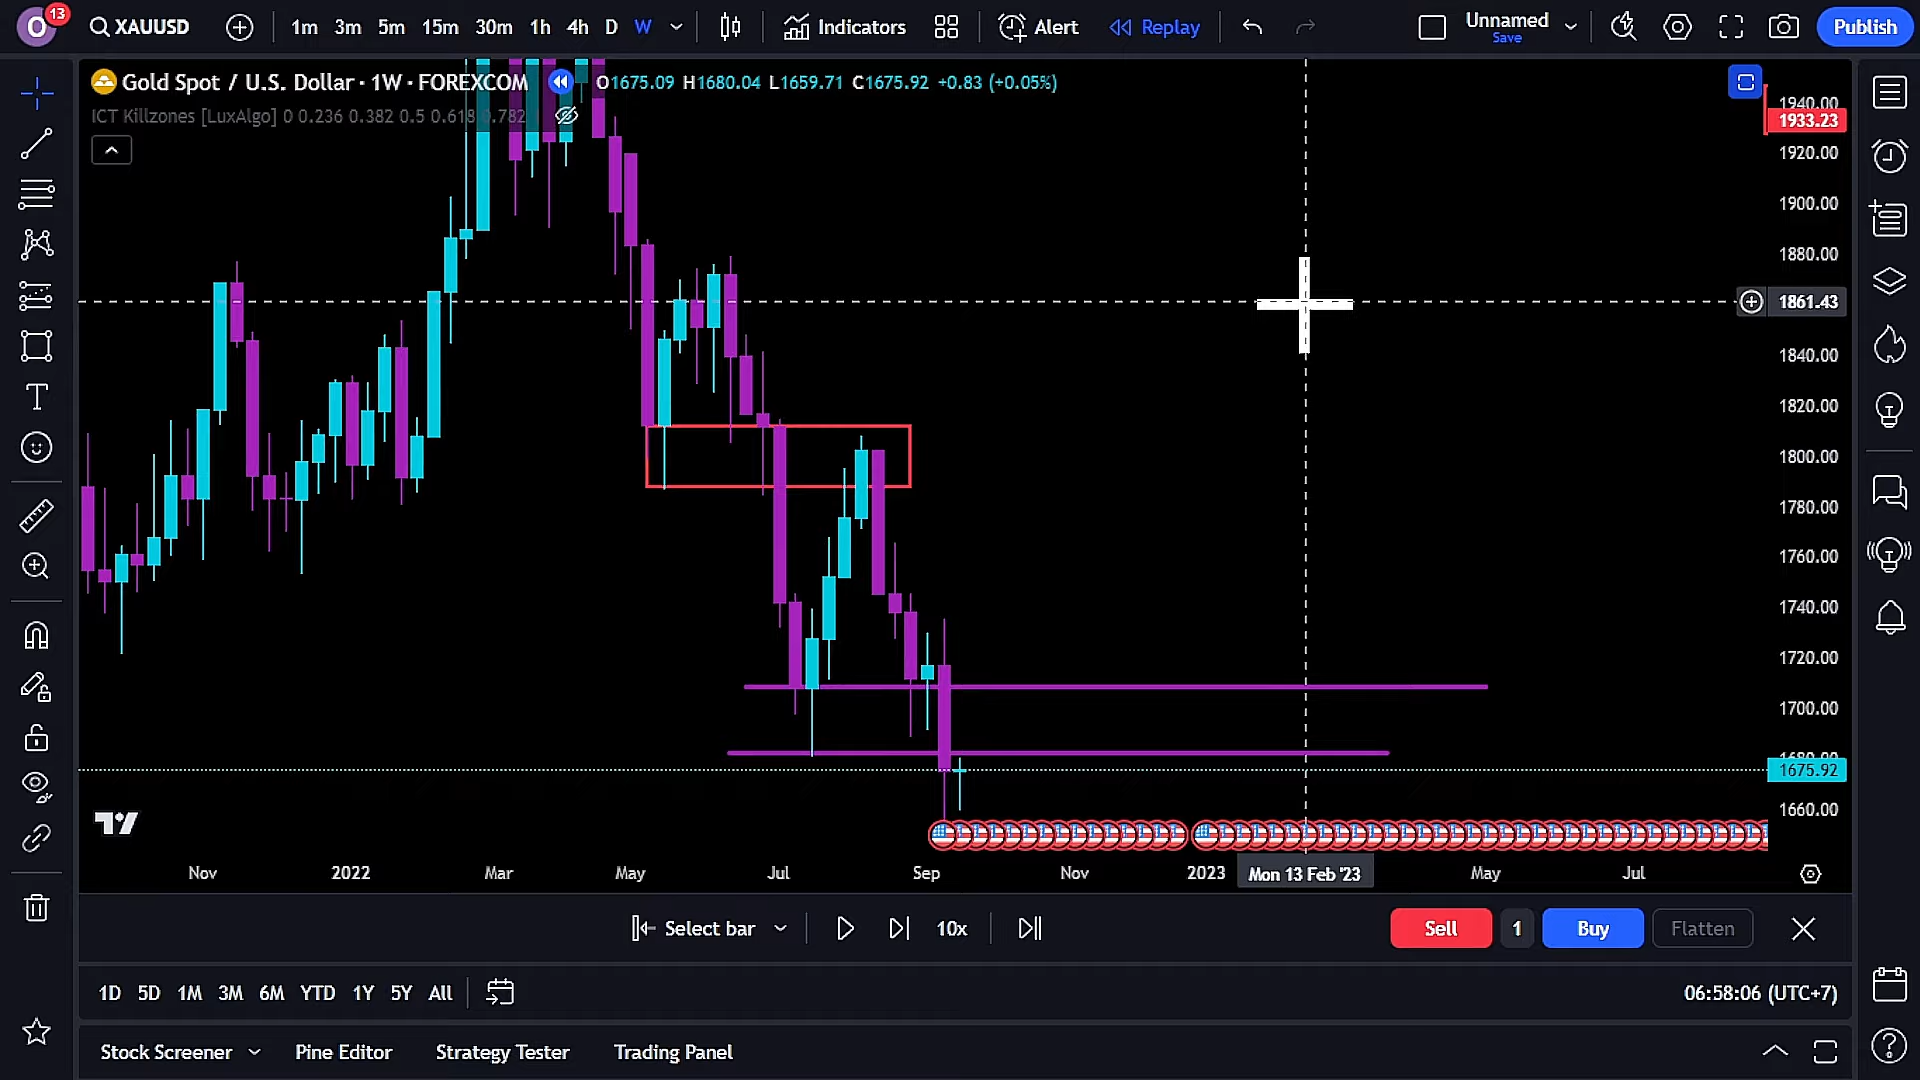 O 13 XAUUSD 1m 3m 5m 15m 30m 1h 4h D W Indicators Alert Replay Unnamed Save Publish
Gold Spot / U.S. Dollar · 1W · FOREXCOM O1675.09 H1680.04 L1659.71 C1675.92 +0.83 (+0.05%)
ICT Killzones [LuxAlgo] 0 0.236 0.382 0.5 0.618 0.782
1940.00
1933.23
1920.00
1900.00
1880.00
1861.43
1840.00
1820.00
1800.00
1780.00
1760.00
1740.00
1720.00
1700.00
1680.00
1675.92
1660.00
Nov 2022 Mar May Jul Sep Nov 2023 Mon 13 Feb '23 May Jul
Select bar 10x Sell 1 Buy Flatten
1D 5D 1M 3M 6M YTD 1Y 5Y All 06:58:06 (UTC+7)
Stock Screener Pine Editor Strategy Tester Trading Panel